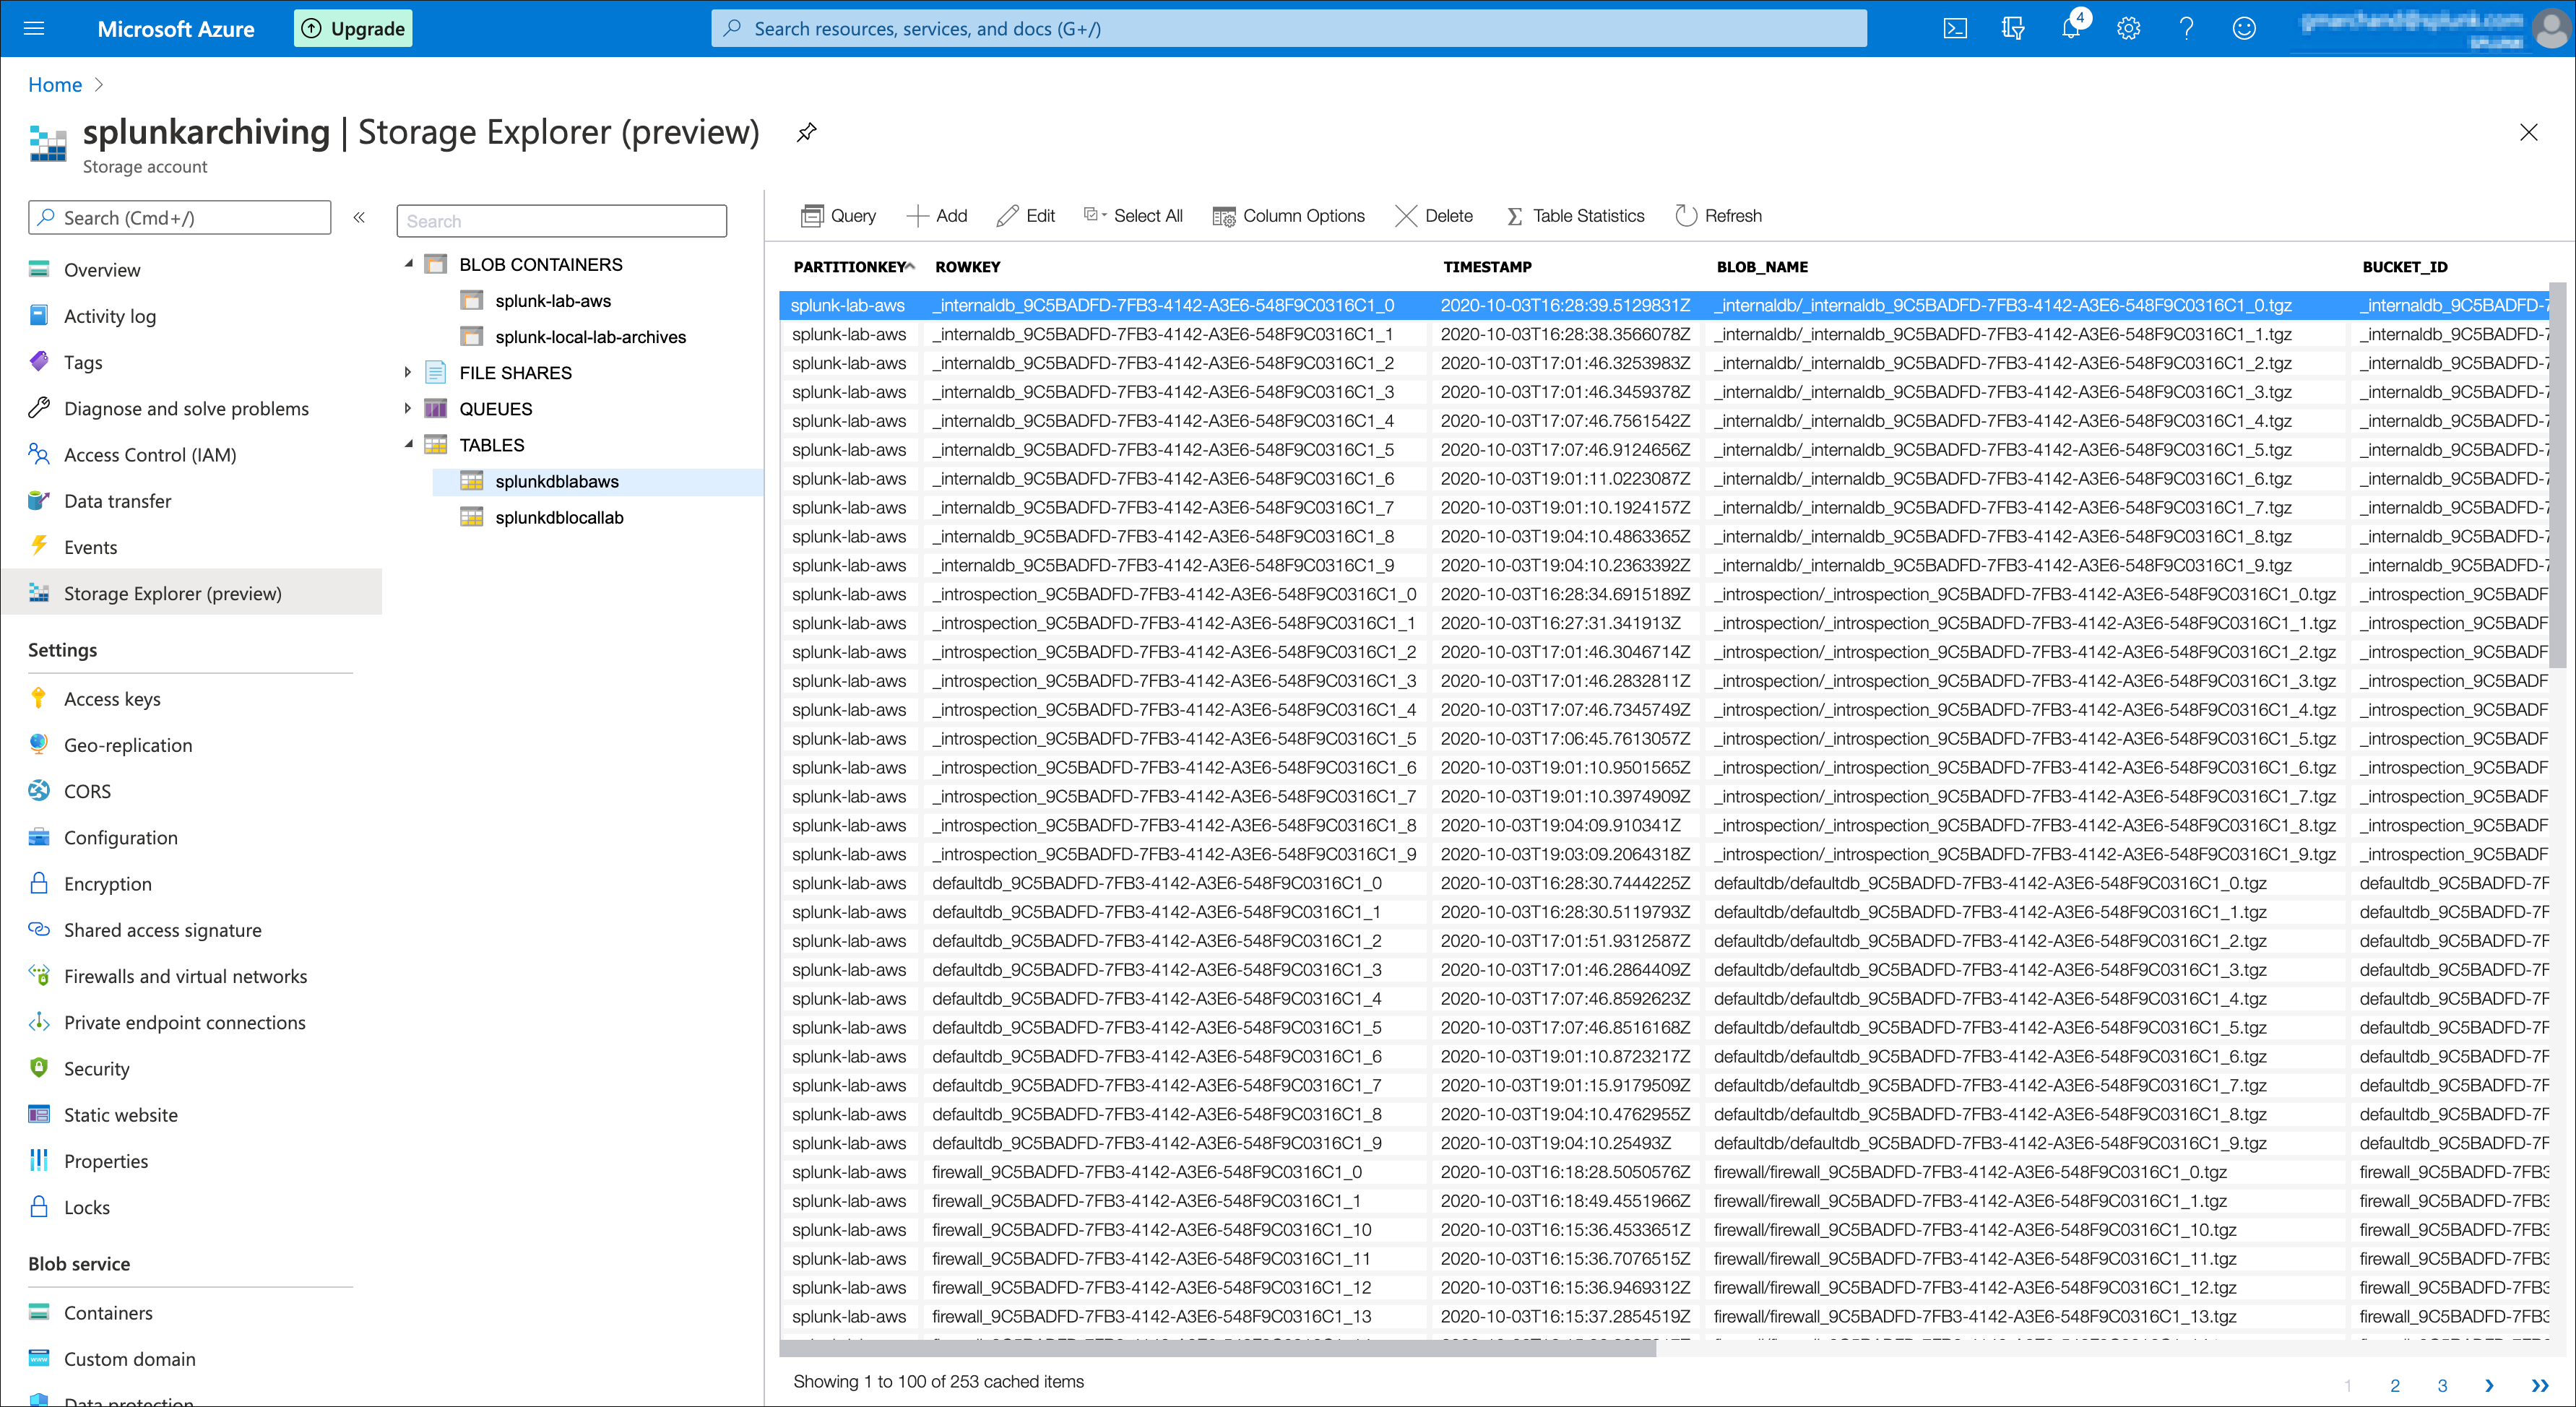 Microsoft Azure
Upgrade
Search resources, services, and docs (G+/)
4
Home
splunkarchiving | Storage Explorer (preview)
Storage account
Search (Cmd+/)
«
Overview
Activity log
Tags
Diagnose and solve problems
Access Control (IAM)
Data transfer
Events
Storage Explorer (preview)
Settings
Access keys
Geo-replication
CORS
Configuration
Encryption
Shared access signature
Firewalls and virtual networks
Private endpoint connections
Security
Static website
Properties
Locks
Blob service
Containers
Custom domain
Data protection
Search
BLOB CONTAINERS
splunk-lab-aws
splunk-local-lab-archives
FILE SHARES
QUEUES
TABLES
splunkdblabaws
splunkdblocallab
Query Add Edit Select All Column Options Delete Table Statistics Refresh
PARTITIONKEY ROWKEY TIMESTAMP BLOB_NAME BUCKET_ID
splunk-lab-aws _internaldb_9C5BADFD-7FB3-4142-A3E6-548F9C0316C1_0 2020-10-03T16:28:39.5129831Z _internaldb/_internaldb_9C5BADFD-7FB3-4142-A3E6-548F9C0316C1_0.tgz _internaldb_9C5BADFD-7
splunk-lab-aws _internaldb_9C5BADFD-7FB3-4142-A3E6-548F9C0316C1_1 2020-10-03T16:28:38.3566078Z _internaldb/_internaldb_9C5BADFD-7FB3-4142-A3E6-548F9C0316C1_1.tgz _internaldb_9C5BADFD-7
splunk-lab-aws _internaldb_9C5BADFD-7FB3-4142-A3E6-548F9C0316C1_2 2020-10-03T17:01:46.3253983Z _internaldb/_internaldb_9C5BADFD-7FB3-4142-A3E6-548F9C0316C1_2.tgz _internaldb_9C5BADFD-7
splunk-lab-aws _internaldb_9C5BADFD-7FB3-4142-A3E6-548F9C0316C1_3 2020-10-03T17:01:46.3459378Z _internaldb/_internaldb_9C5BADFD-7FB3-4142-A3E6-548F9C0316C1_3.tgz _internaldb_9C5BADFD-7
splunk-lab-aws _internaldb_9C5BADFD-7FB3-4142-A3E6-548F9C0316C1_4 2020-10-03T17:07:46.7561542Z _internaldb/_internaldb_9C5BADFD-7FB3-4142-A3E6-548F9C0316C1_4.tgz _internaldb_9C5BADFD-7
splunk-lab-aws _internaldb_9C5BADFD-7FB3-4142-A3E6-548F9C0316C1_5 2020-10-03T17:07:46.9124656Z _internaldb/_internaldb_9C5BADFD-7FB3-4142-A3E6-548F9C0316C1_5.tgz _internaldb_9C5BADFD-7
splunk-lab-aws _internaldb_9C5BADFD-7FB3-4142-A3E6-548F9C0316C1_6 2020-10-03T19:01:11.0223087Z _internaldb/_internaldb_9C5BADFD-7FB3-4142-A3E6-548F9C0316C1_6.tgz _internaldb_9C5BADFD-7
splunk-lab-aws _internaldb_9C5BADFD-7FB3-4142-A3E6-548F9C0316C1_7 2020-10-03T19:01:10.1924157Z _internaldb/_internaldb_9C5BADFD-7FB3-4142-A3E6-548F9C0316C1_7.tgz _internaldb_9C5BADFD-7
splunk-lab-aws _internaldb_9C5BADFD-7FB3-4142-A3E6-548F9C0316C1_8 2020-10-03T19:04:10.4863365Z _internaldb/_internaldb_9C5BADFD-7FB3-4142-A3E6-548F9C0316C1_8.tgz _internaldb_9C5BADFD-7
splunk-lab-aws _internaldb_9C5BADFD-7FB3-4142-A3E6-548F9C0316C1_9 2020-10-03T19:04:10.2363392Z _internaldb/_internaldb_9C5BADFD-7FB3-4142-A3E6-548F9C0316C1_9.tgz _internaldb_9C5BADFD-7
splunk-lab-aws _introspection_9C5BADFD-7FB3-4142-A3E6-548F9C0316C1_0 2020-10-03T16:28:34.6915189Z _introspection/_introspection_9C5BADFD-7FB3-4142-A3E6-548F9C0316C1_0.tgz _introspection_9C5BADF
splunk-lab-aws _introspection_9C5BADFD-7FB3-4142-A3E6-548F9C0316C1_1 2020-10-03T16:27:31.341913Z _introspection/_introspection_9C5BADFD-7FB3-4142-A3E6-548F9C0316C1_1.tgz _introspection_9C5BADF
splunk-lab-aws _introspection_9C5BADFD-7FB3-4142-A3E6-548F9C0316C1_2 2020-10-03T17:01:46.3046714Z _introspection/_introspection_9C5BADFD-7FB3-4142-A3E6-548F9C0316C1_2.tgz _introspection_9C5BADF
splunk-lab-aws _introspection_9C5BADFD-7FB3-4142-A3E6-548F9C0316C1_3 2020-10-03T17:01:46.2832811Z _introspection/_introspection_9C5BADFD-7FB3-4142-A3E6-548F9C0316C1_3.tgz _introspection_9C5BADF
splunk-lab-aws _introspection_9C5BADFD-7FB3-4142-A3E6-548F9C0316C1_4 2020-10-03T17:07:46.7345749Z _introspection/_introspection_9C5BADFD-7FB3-4142-A3E6-548F9C0316C1_4.tgz _introspection_9C5BADF
splunk-lab-aws _introspection_9C5BADFD-7FB3-4142-A3E6-548F9C0316C1_5 2020-10-03T17:06:45.7613057Z _introspection/_introspection_9C5BADFD-7FB3-4142-A3E6-548F9C0316C1_5.tgz _introspection_9C5BADF
splunk-lab-aws _introspection_9C5BADFD-7FB3-4142-A3E6-548F9C0316C1_6 2020-10-03T19:01:10.9501565Z _introspection/_introspection_9C5BADFD-7FB3-4142-A3E6-548F9C0316C1_6.tgz _introspection_9C5BADF
splunk-lab-aws _introspection_9C5BADFD-7FB3-4142-A3E6-548F9C0316C1_7 2020-10-03T19:01:10.3974909Z _introspection/_introspection_9C5BADFD-7FB3-4142-A3E6-548F9C0316C1_7.tgz _introspection_9C5BADF
splunk-lab-aws _introspection_9C5BADFD-7FB3-4142-A3E6-548F9C0316C1_8 2020-10-03T19:04:09.910341Z _introspection/_introspection_9C5BADFD-7FB3-4142-A3E6-548F9C0316C1_8.tgz _introspection_9C5BADF
splunk-lab-aws _introspection_9C5BADFD-7FB3-4142-A3E6-548F9C0316C1_9 2020-10-03T19:03:09.2064318Z _introspection/_introspection_9C5BADFD-7FB3-4142-A3E6-548F9C0316C1_9.tgz _introspection_9C5BADF
splunk-lab-aws defaultdb_9C5BADFD-7FB3-4142-A3E6-548F9C0316C1_0 2020-10-03T16:28:30.7444225Z defaultdb/defaultdb_9C5BADFD-7FB3-4142-A3E6-548F9C0316C1_0.tgz defaultdb_9C5BADFD-7F
splunk-lab-aws defaultdb_9C5BADFD-7FB3-4142-A3E6-548F9C0316C1_1 2020-10-03T16:28:30.5119793Z defaultdb/defaultdb_9C5BADFD-7FB3-4142-A3E6-548F9C0316C1_1.tgz defaultdb_9C5BADFD-7F
splunk-lab-aws defaultdb_9C5BADFD-7FB3-4142-A3E6-548F9C0316C1_2 2020-10-03T17:01:51.9312587Z defaultdb/defaultdb_9C5BADFD-7FB3-4142-A3E6-548F9C0316C1_2.tgz defaultdb_9C5BADFD-7F
splunk-lab-aws defaultdb_9C5BADFD-7FB3-4142-A3E6-548F9C0316C1_3 2020-10-03T17:01:46.2864409Z defaultdb/defaultdb_9C5BADFD-7FB3-4142-A3E6-548F9C0316C1_3.tgz defaultdb_9C5BADFD-7F
splunk-lab-aws defaultdb_9C5BADFD-7FB3-4142-A3E6-548F9C0316C1_4 2020-10-03T17:07:46.8592623Z defaultdb/defaultdb_9C5BADFD-7FB3-4142-A3E6-548F9C0316C1_4.tgz defaultdb_9C5BADFD-7F
splunk-lab-aws defaultdb_9C5BADFD-7FB3-4142-A3E6-548F9C0316C1_5 2020-10-03T17:07:46.8516168Z defaultdb/defaultdb_9C5BADFD-7FB3-4142-A3E6-548F9C0316C1_5.tgz defaultdb_9C5BADFD-7F
splunk-lab-aws defaultdb_9C5BADFD-7FB3-4142-A3E6-548F9C0316C1_6 2020-10-03T19:01:10.8723217Z defaultdb/defaultdb_9C5BADFD-7FB3-4142-A3E6-548F9C0316C1_6.tgz defaultdb_9C5BADFD-7F
splunk-lab-aws defaultdb_9C5BADFD-7FB3-4142-A3E6-548F9C0316C1_7 2020-10-03T19:01:15.9179509Z defaultdb/defaultdb_9C5BADFD-7FB3-4142-A3E6-548F9C0316C1_7.tgz defaultdb_9C5BADFD-7F
splunk-lab-aws defaultdb_9C5BADFD-7FB3-4142-A3E6-548F9C0316C1_8 2020-10-03T19:04:10.4762955Z defaultdb/defaultdb_9C5BADFD-7FB3-4142-A3E6-548F9C0316C1_8.tgz defaultdb_9C5BADFD-7F
splunk-lab-aws defaultdb_9C5BADFD-7FB3-4142-A3E6-548F9C0316C1_9 2020-10-03T19:04:10.25493Z defaultdb/defaultdb_9C5BADFD-7FB3-4142-A3E6-548F9C0316C1_9.tgz defaultdb_9C5BADFD-7F
splunk-lab-aws firewall_9C5BADFD-7FB3-4142-A3E6-548F9C0316C1_0 2020-10-03T16:18:28.5050576Z firewall/firewall_9C5BADFD-7FB3-4142-A3E6-548F9C0316C1_0.tgz firewall_9C5BADFD-7FB3
splunk-lab-aws firewall_9C5BADFD-7FB3-4142-A3E6-548F9C0316C1_1 2020-10-03T16:18:49.4551966Z firewall/firewall_9C5BADFD-7FB3-4142-A3E6-548F9C0316C1_1.tgz firewall_9C5BADFD-7FB3
splunk-lab-aws firewall_9C5BADFD-7FB3-4142-A3E6-548F9C0316C1_10 2020-10-03T16:15:36.4533651Z firewall/firewall_9C5BADFD-7FB3-4142-A3E6-548F9C0316C1_10.tgz firewall_9C5BADFD-7FB3
splunk-lab-aws firewall_9C5BADFD-7FB3-4142-A3E6-548F9C0316C1_11 2020-10-03T16:15:36.7076515Z firewall/firewall_9C5BADFD-7FB3-4142-A3E6-548F9C0316C1_11.tgz firewall_9C5BADFD-7FB3
splunk-lab-aws firewall_9C5BADFD-7FB3-4142-A3E6-548F9C0316C1_12 2020-10-03T16:15:36.9469312Z firewall/firewall_9C5BADFD-7FB3-4142-A3E6-548F9C0316C1_12.tgz firewall_9C5BADFD-7FB3
splunk-lab-aws firewall_9C5BADFD-7FB3-4142-A3E6-548F9C0316C1_13 2020-10-03T16:15:37.2854519Z firewall/firewall_9C5BADFD-7FB3-4142-A3E6-548F9C0316C1_13.tgz firewall_9C5BADFD-7FB3
Showing 1 to 100 of 253 cached items
1 2 3 › »